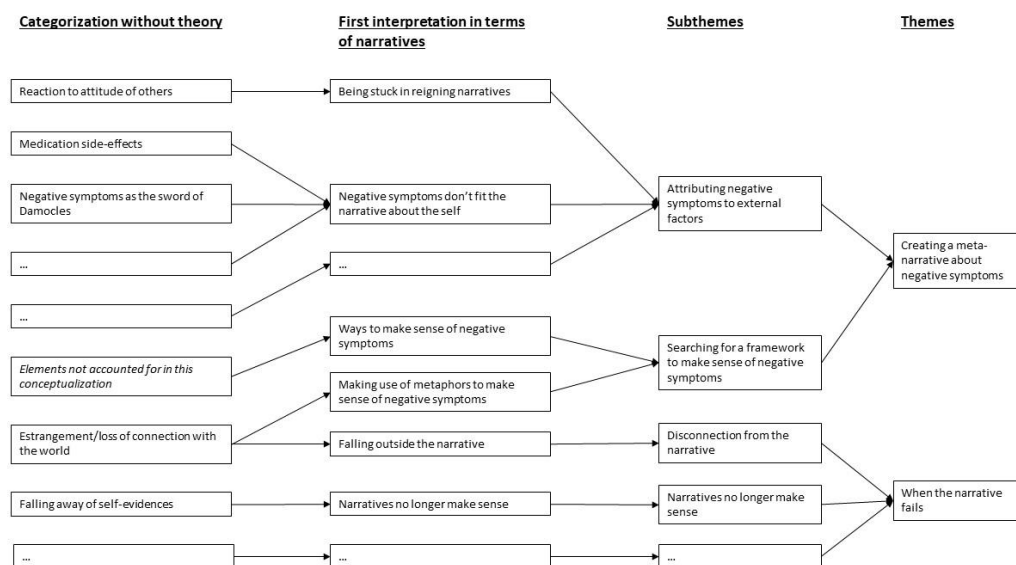 Categorization without theory
First interpretation in terms
of narratives
Subthemes
Themes
Reaction to attitude of others
Medication side-effects
Negative symptoms as the sword of
Damocles
...
...
Elements not accounted for in this
conceptualization
Estrangement/loss of connection with
the world
Falling away of self-evidences
...
Being stuck in reigning narratives
Negative symptoms don't fit the
narrative about the self
...
Ways to make sense of negative
symptoms
Making use of metaphors to make
sense of negative symptoms
Falling outside the narrative
Narratives no longer make sense
...
Attributing negative
symptoms to external
factors
Searching for a framework
to make sense of negative
symptoms
Disconnection from the
narrative
Narratives no longer make
sense
...
Creating a meta-
narrative about
negative symptoms
When the narrative
fails